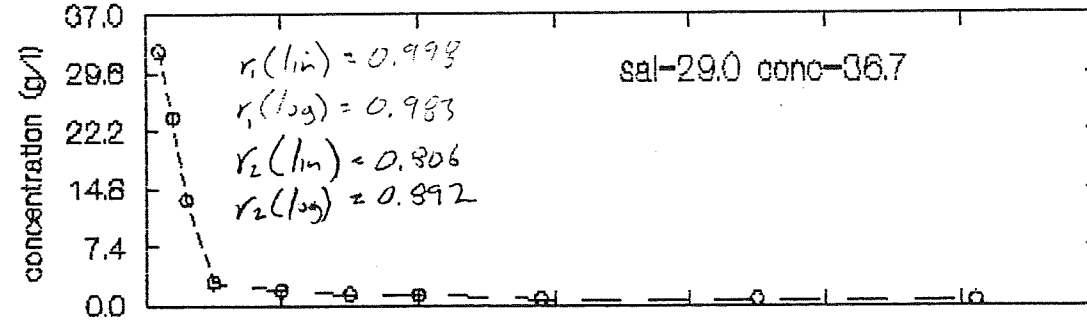 37.0
29.6
22.2
14.8
7.4
0.0
concentration (g/l)
r₁(lin) = 0.998
r₁(log) = 0.983
r₂(lin) = 0.806
r₂(log) = 0.892
sal=29.0 conc=36.7